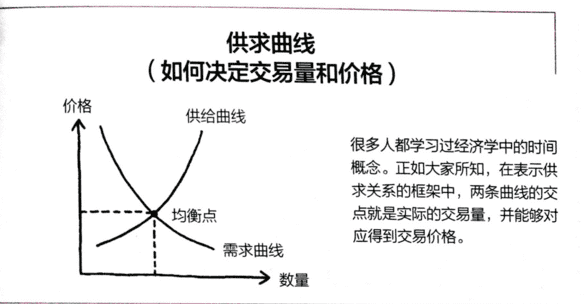 供求曲线
（如何决定交易量和价格）
价格
供给曲线
均衡点
需求曲线
数量
很多人都学习过经济学中的时间
概念。正如大家所知，在表示供
求关系的框架中，两条曲线的交
点就是实际的交易量，并能够对
应得到交易价格。